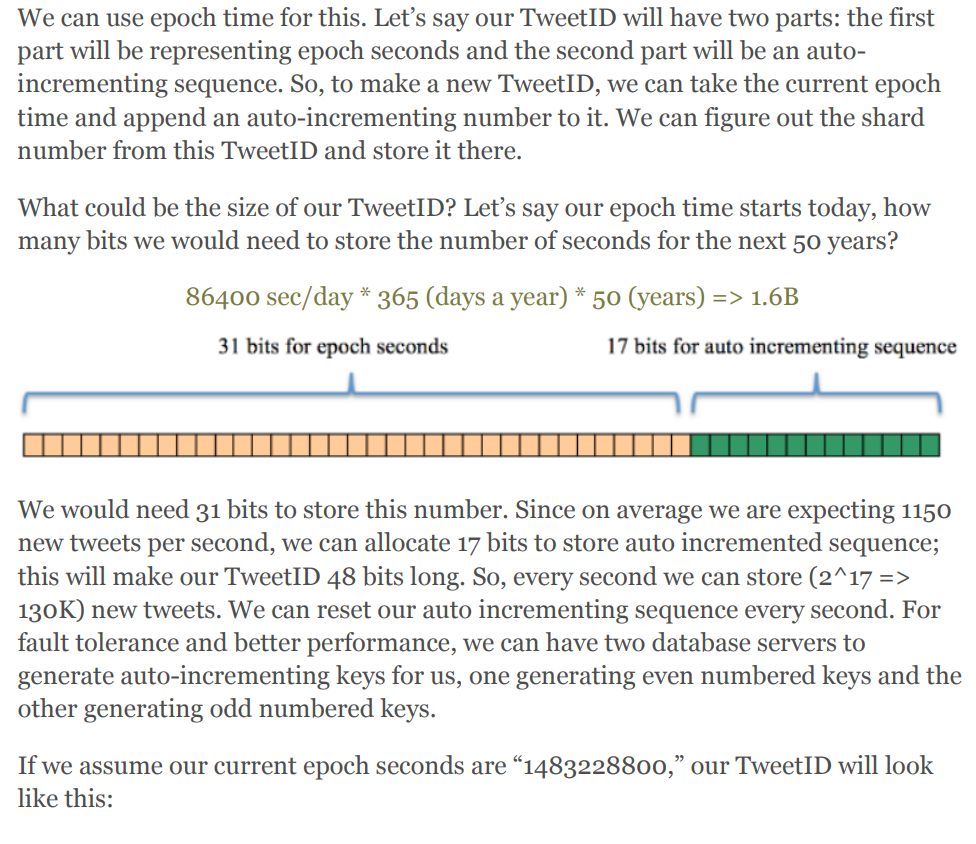 We can use epoch time for this. Let’s say our TweetID will have two parts: the first
part will be representing epoch seconds and the second part will be an auto-
incrementing sequence. So, to make a new TweetID, we can take the current epoch
time and append an auto-incrementing number to it. We can figure out the shard
number from this TweetID and store it there.
What could be the size of our TweetID? Let’s say our epoch time starts today, how
many bits we would need to store the number of seconds for the next 50 years?
86400 sec/day * 365 (days a year) * 50 (years) => 1.6B
31 bits for epoch seconds
17 bits for auto incrementing sequence
We would need 31 bits to store this number. Since on average we are expecting 1150
new tweets per second, we can allocate 17 bits to store auto incremented sequence;
this will make our TweetID 48 bits long. So, every second we can store (2^17 =>
130K) new tweets. We can reset our auto incrementing sequence every second. For
fault tolerance and better performance, we can have two database servers to
generate auto-incrementing keys for us, one generating even numbered keys and the
other generating odd numbered keys.
If we assume our current epoch seconds are “1483228800,” our TweetID will look
like this: